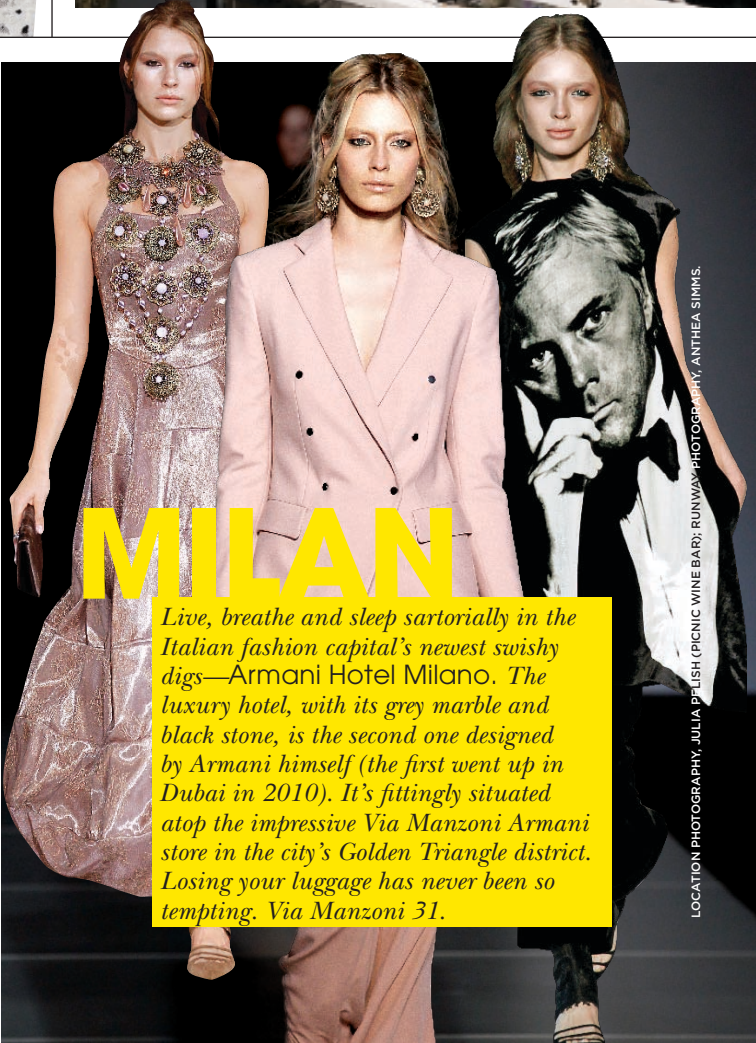 MILAN
Live, breathe and sleep sartorially in the
Italian fashion capital's newest swishy
digs—Armani Hotel Milano. The
luxury hotel, with its grey marble and
black stone, is the second one designed
by Armani himself (the first went up in
Dubai in 2010). It's fittingly situated
atop the impressive Via Manzoni Armani
store in the city's Golden Triangle district.
Losing your luggage has never been so
tempting. Via Manzoni 31.
LOCATION PHOTOGRAPHY, JULIA PELISH (PICNIC WINE BAR); RUNWAY PHOTOGRAPHY, ANTHEA SIMMS.